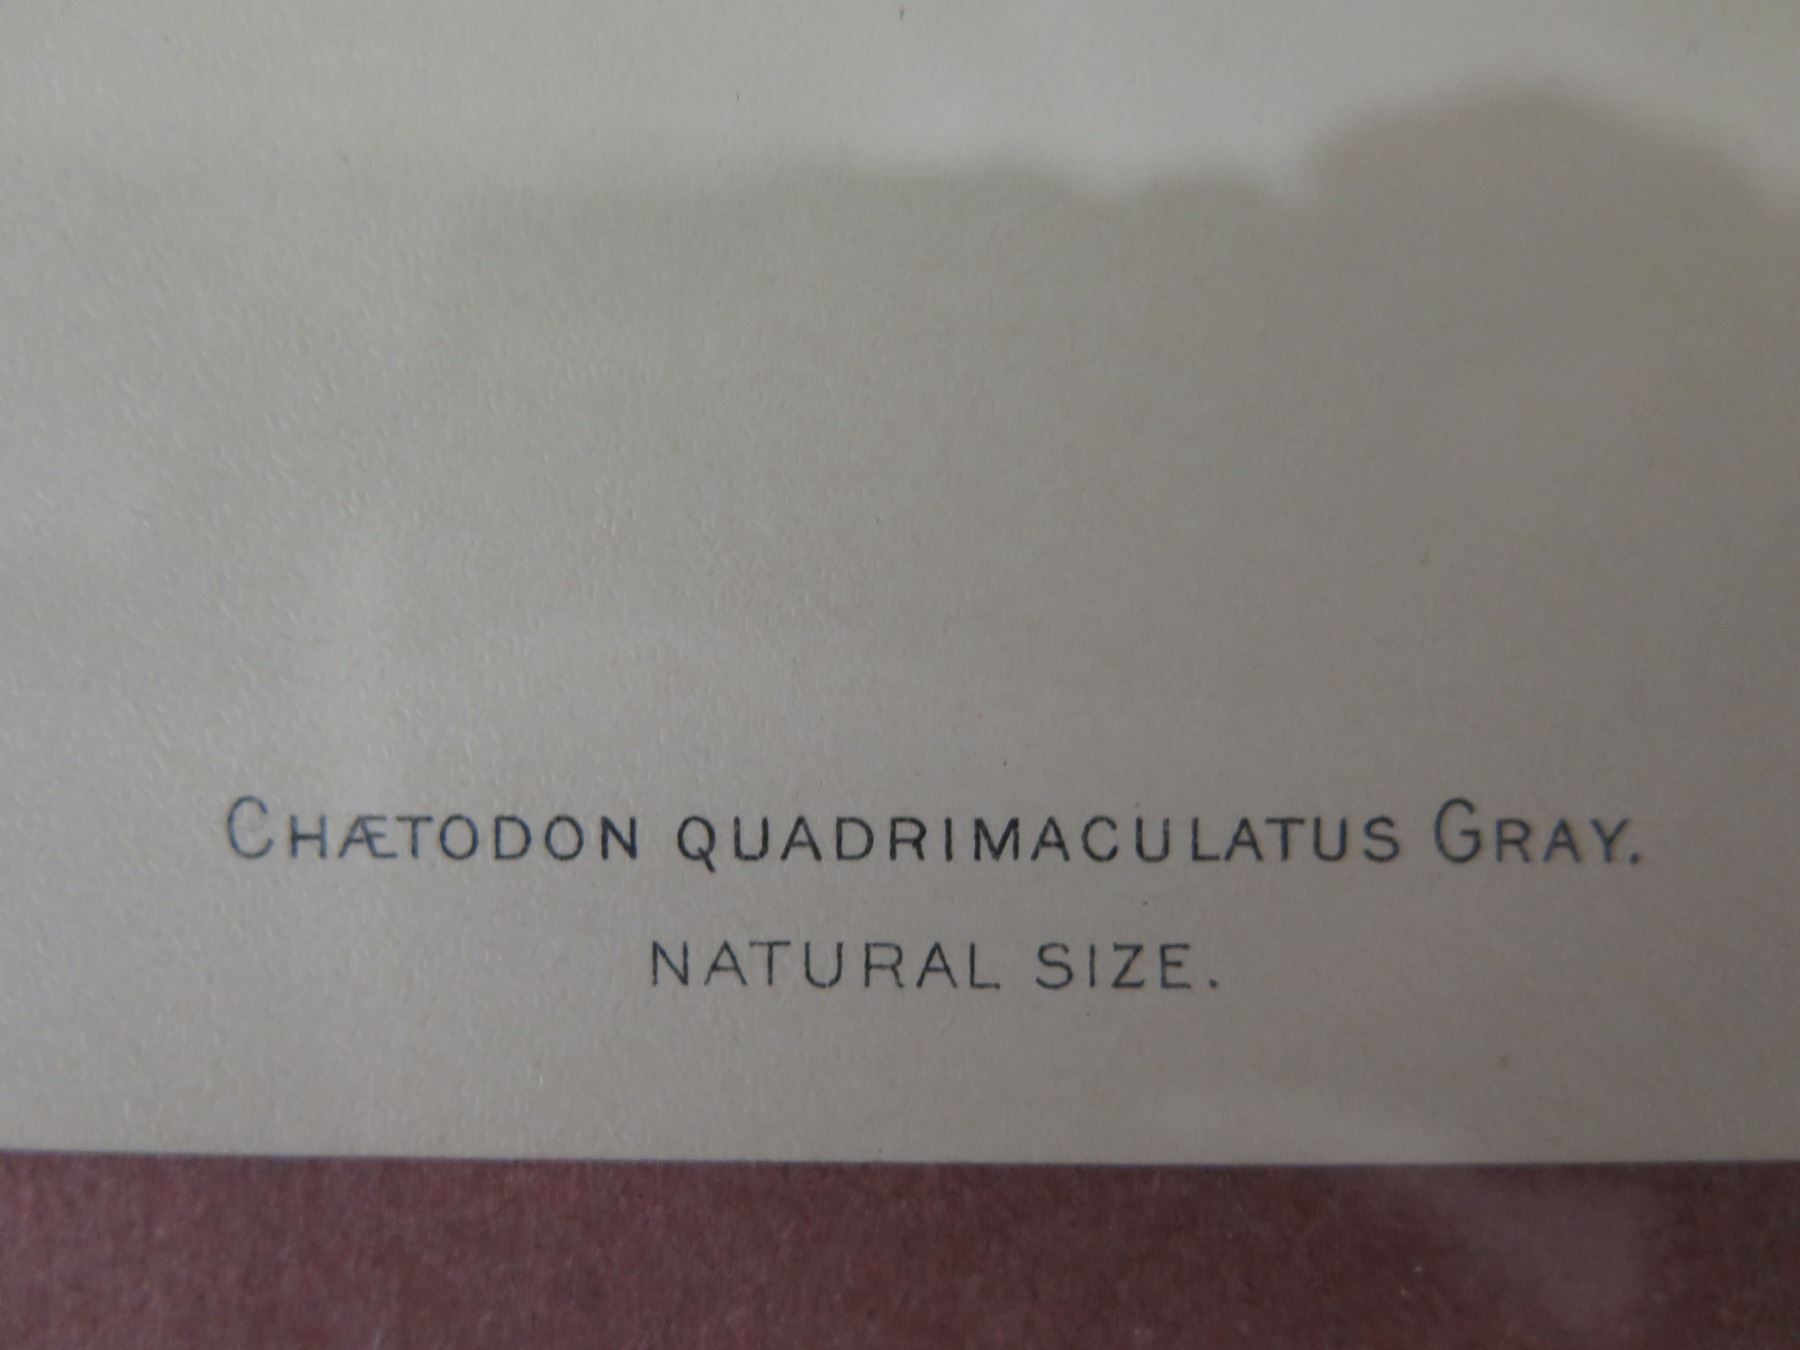 CHÆTODON QUADRIMACULATUS GRAY.
NATURAL SIZE.